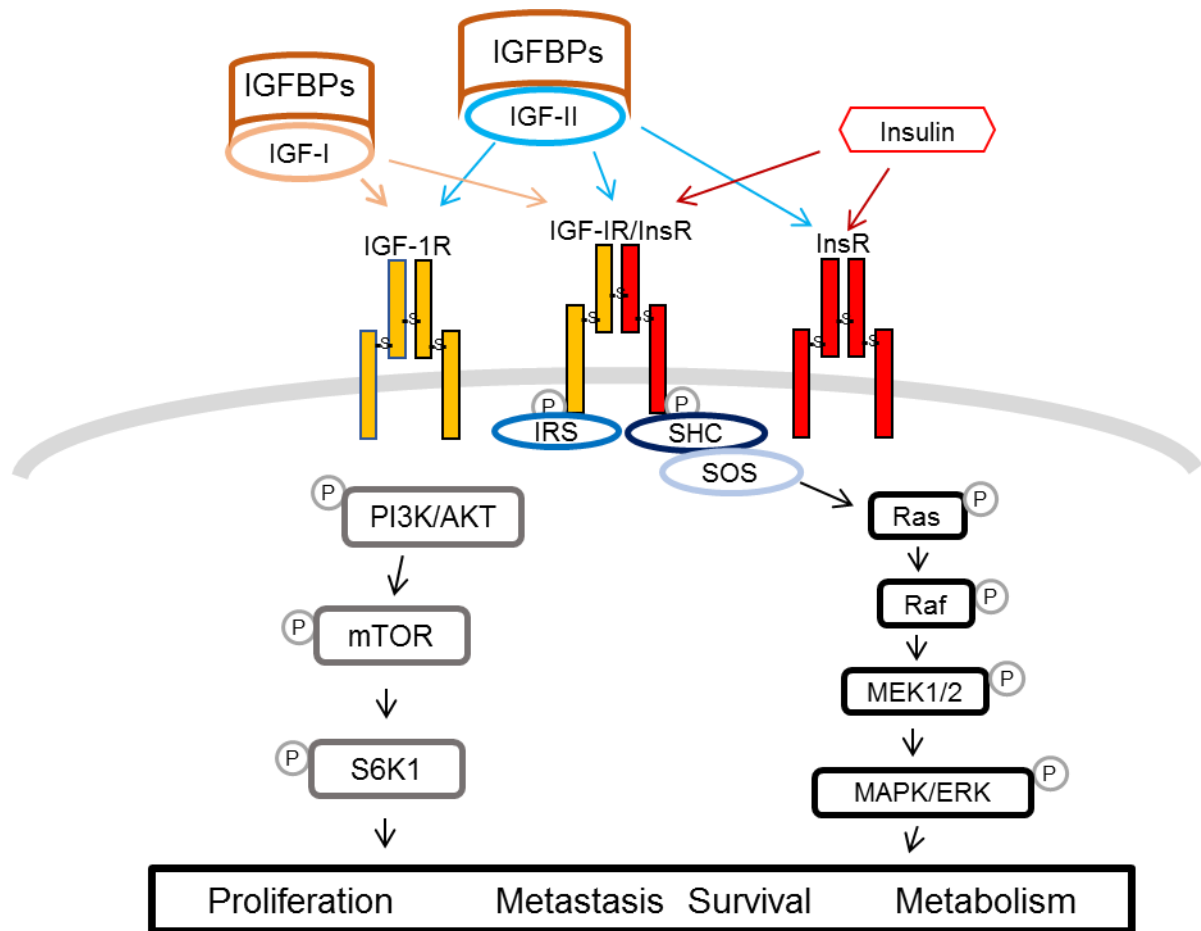 IGFBPs
IGFBPs
IGF-II
IGF-I
Insulin
IGF-1R
IGF-IR/InsR
InsR
S
S
S
S
S
S
S
S
S
P
P
IRS
SHC
SOS
P
PI3K/AKT
Ras
P
P
mTOR
Raf
P
MEK1/2
P
P
S6K1
MAPK/ERK
P
Proliferation Metastasis Survival Metabolism